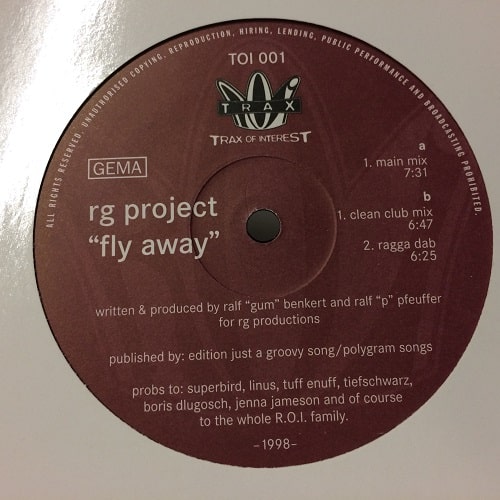 ALL RIGHTS RESERVED. UNAUTHORISED COPYING, REPRODUCTION, HIRING, LENDING, PUBLIC PERFORMANCE AND BROADCASTING PROHIBITED.
TOI 001
TRAX
TRAX OF INTEREST
GEMA
rg project
"fly away"
a
1. main mix
7:31
b
1. clean club mix
6:47
2. ragga dab
6:25
written & produced by ralf "gum" benkert and ralf "p" pfeuffer
for rg productions
published by: edition just a groovy song/polygram songs
probs to: superbird, linus, tuff enuff, tiefschwarz,
boris dlugosch, jenna jameson and of course
to the whole R.O.I. family.
–1998–